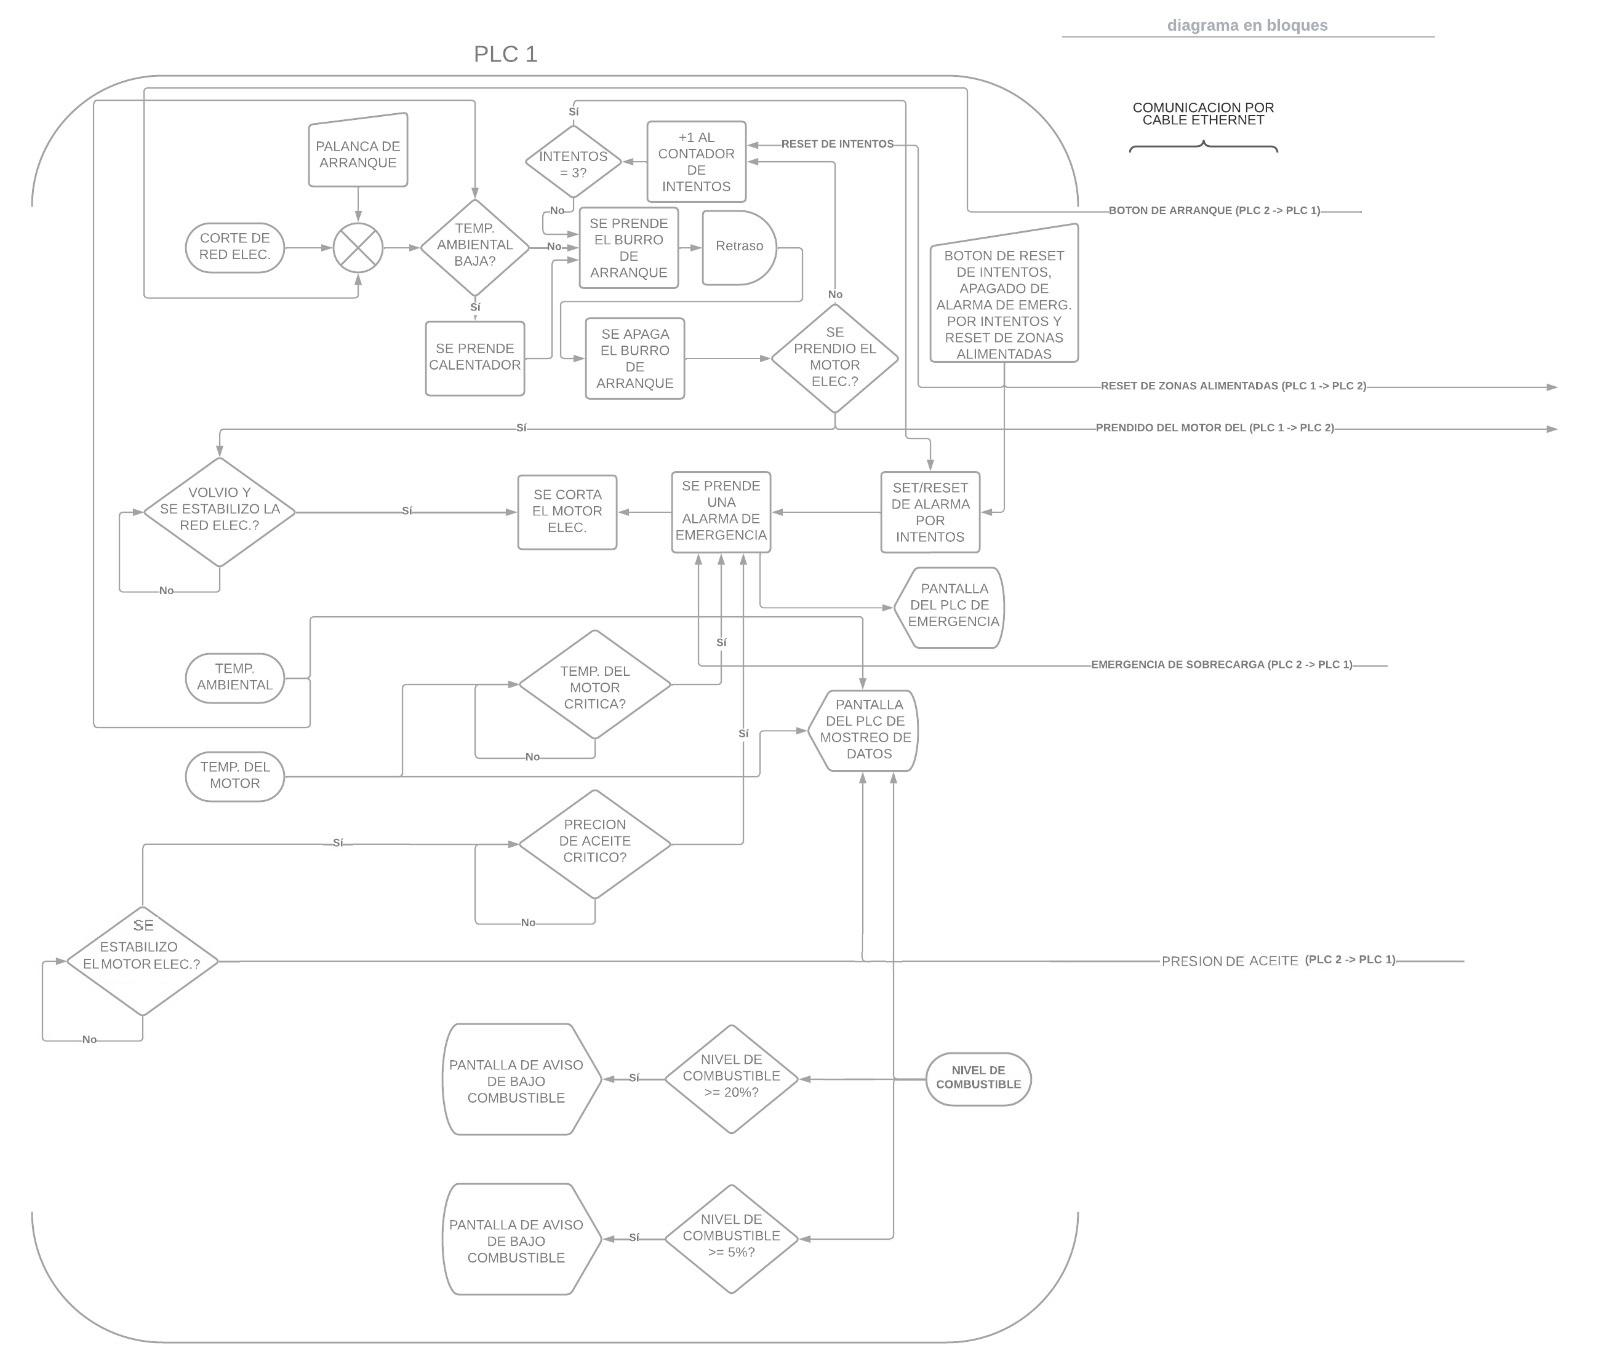 diagrama en bloques
PLC 1
COMUNICACION POR
CABLE ETHERNET
PALANCA DE
ARRANQUE
CORTE DE
RED ELEC.
TEMP.
AMBIENTAL
BAJA?
Sí
No
SE PRENDE
CALENTADOR
Sí
INTENTOS
= 3?
No
+1 AL
CONTADOR
DE
INTENTOS
RESET DE INTENTOS
SE PRENDE
EL BURRO
DE
ARRANQUE
Retraso
SE APAGA
EL BURRO
DE
ARRANQUE
No
SE
PRENDIO EL
MOTOR
ELEC.?
BOTON DE ARRANQUE (PLC 2 -> PLC 1)
BOTON DE RESET
DE INTENTOS,
APAGADO DE
ALARMA DE EMERG.
POR INTENTOS Y
RESET DE ZONAS
ALIMENTADAS
RESET DE ZONAS ALIMENTADAS (PLC 1 -> PLC 2)
Sí
PRENDIDO DEL MOTOR DEL (PLC 1 -> PLC 2)
VOLVIO Y
SE ESTABILIZO LA
RED ELEC.?
Sí
No
SE CORTA
EL MOTOR
ELEC.
SE PRENDE
UNA
ALARMA DE
EMERGENCIA
SET/RESET
DE ALARMA
POR
INTENTOS
PANTALLA
DEL PLC DE
EMERGENCIA
EMERGENCIA DE SOBRECARGA (PLC 2 -> PLC 1)
TEMP.
AMBIENTAL
TEMP. DEL
MOTOR
CRITICA?
Sí
No
PANTALLA
DEL PLC DE
MOSTREO DE
DATOS
TEMP. DEL
MOTOR
Sí
PRECION
DE ACEITE
CRITICO?
No
Sí
SE
ESTABILIZO
EL MOTOR ELEC.?
No
PRESION DE ACEITE (PLC 2 -> PLC 1)
PANTALLA DE AVISO
DE BAJO
COMBUSTIBLE
Sí
NIVEL DE
COMBUSTIBLE
>= 20%?
NIVEL DE
COMBUSTIBLE
PANTALLA DE AVISO
DE BAJO
COMBUSTIBLE
Sí
NIVEL DE
COMBUSTIBLE
>= 5%?